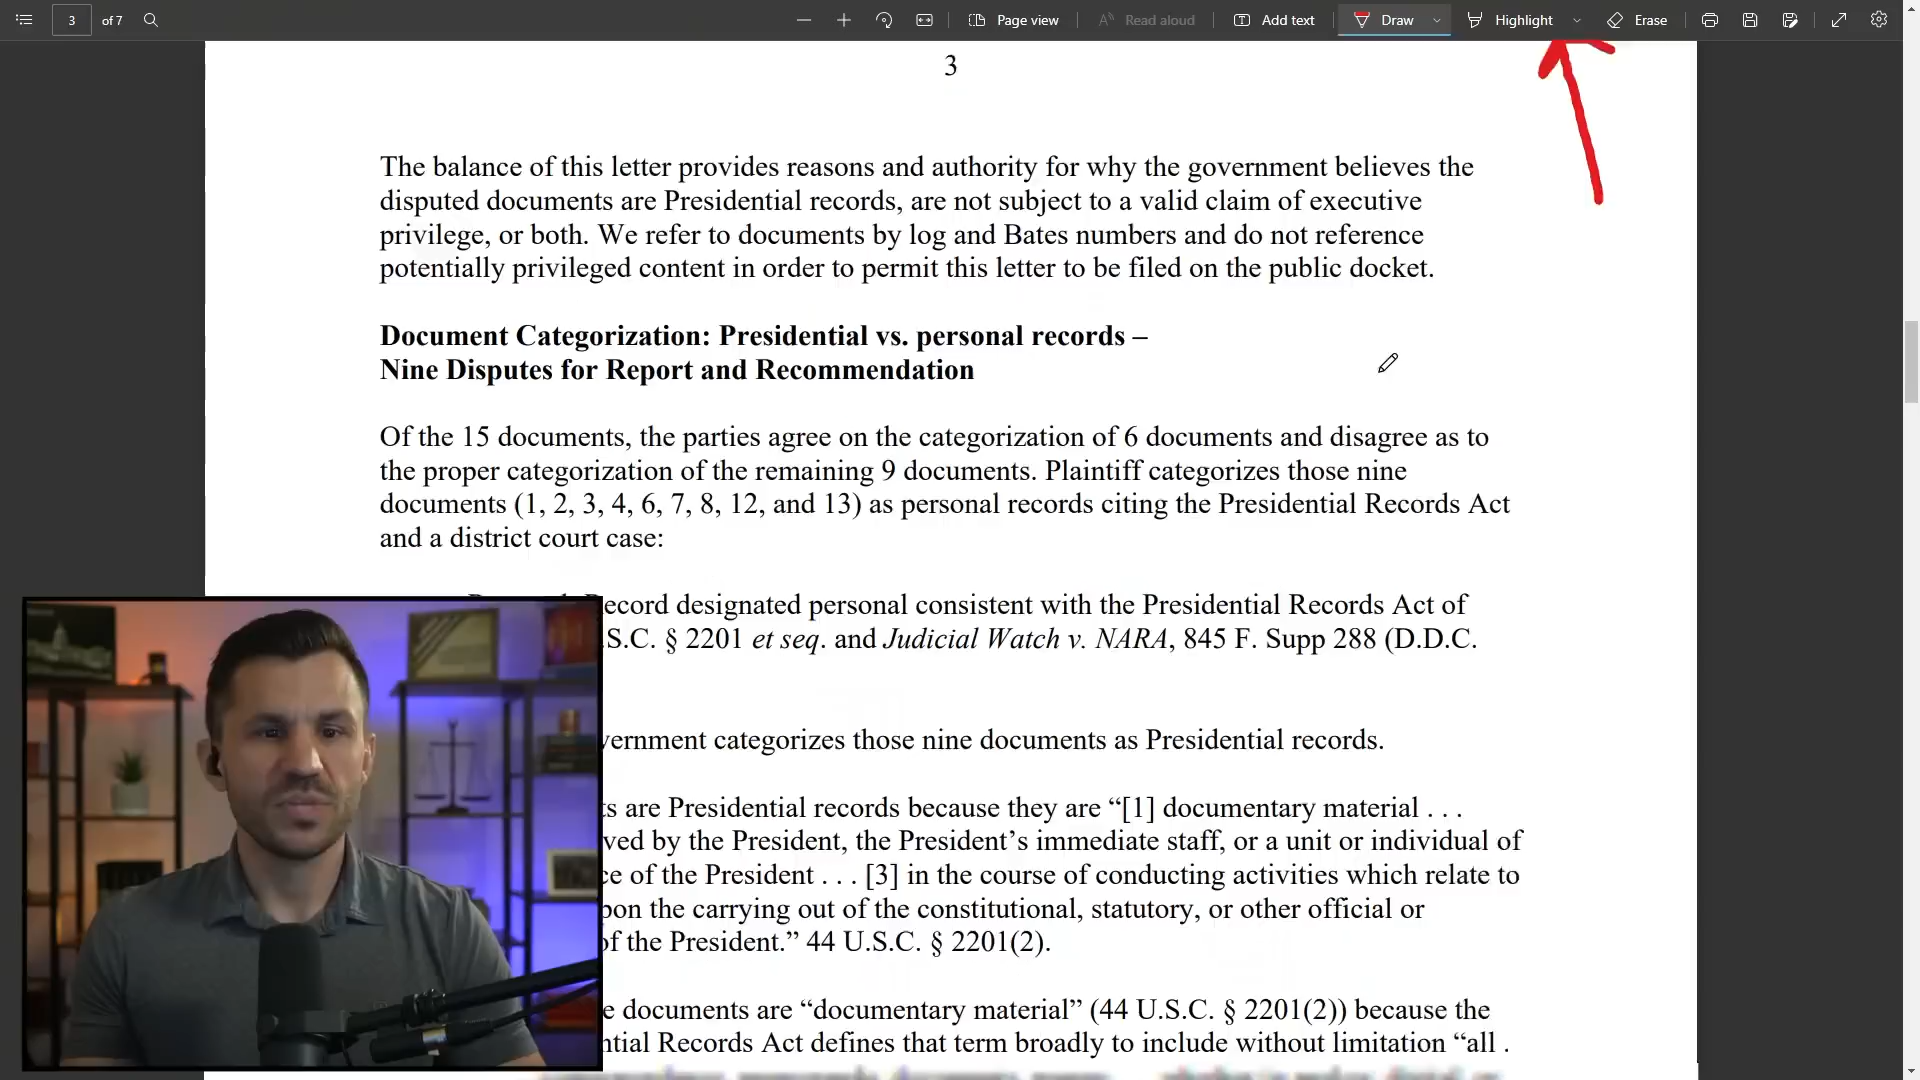 3
of 7
Page view
Read aloud
Add text
Draw
Highlight
Erase
3
The balance of this letter provides reasons and authority for why the government believes the
disputed documents are Presidential records, are not subject to a valid claim of executive
privilege, or both. We refer to documents by log and Bates numbers and do not reference
potentially privileged content in order to permit this letter to be filed on the public docket.
Document Categorization: Presidential vs. personal records –
Nine Disputes for Report and Recommendation
Of the 15 documents, the parties agree on the categorization of 6 documents and disagree as to
the proper categorization of the remaining 9 documents. Plaintiff categorizes those nine
documents (1, 2, 3, 4, 6, 7, 8, 12, and 13) as personal records citing the Presidential Records Act
and a district court case:
Record designated personal consistent with the Presidential Records Act of
.S.C. § 2201 et seq. and Judicial Watch v. NARA, 845 F. Supp 288 (D.D.C.
vernment categorizes those nine documents as Presidential records.
ts are Presidential records because they are “[1] documentary material . . .
ved by the President, the President’s immediate staff, or a unit or individual of
ce of the President . . . [3] in the course of conducting activities which relate to
pon the carrying out of the constitutional, statutory, or other official or
of the President.” 44 U.S.C. § 2201(2).
e documents are “documentary material” (44 U.S.C. § 2201(2)) because the
ntial Records Act defines that term broadly to include without limitation “all .